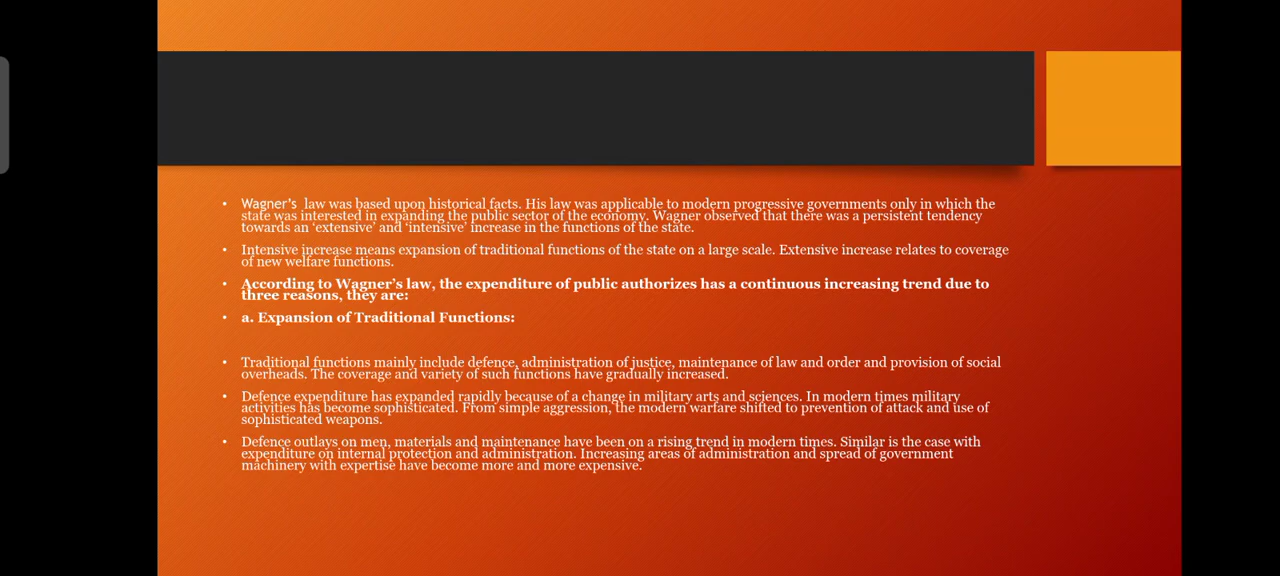 • Wagner's law was based upon historical facts. His law was applicable to modern progressive governments only in which the
state was interested in expanding the public sector of the economy. Wagner observed that there was a persistent tendency
towards an 'extensive' and 'intensive' increase in the functions of the state.
• Intensive increase means expansion of traditional functions of the state on a large scale. Extensive increase relates to coverage
of new welfare functions.
• According to Wagner's law, the expenditure of public authorizes has a continuous increasing trend due to
three reasons, they are:
• a. Expansion of Traditional Functions:
• Traditional functions mainly include defence, administration of justice, maintenance of law and order and provision of social
overheads. The coverage and variety of such functions have gradually increased.
• Defence expenditure has expanded rapidly because of a change in military arts and sciences. In modern times military
activities has become sophisticated. From simple aggression, the modern warfare shifted to prevention of attack and use of
sophisticated weapons.
• Defence outlays on men, materials and maintenance have been on a rising trend in modern times. Similar is the case with
expenditure on internal protection and administration. Increasing areas of administration and spread of government
machinery with expertise have become more and more expensive.